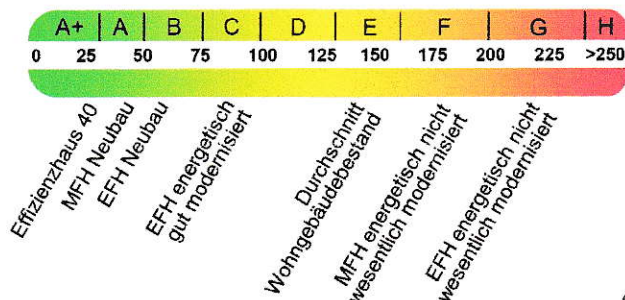 A+ A B C D E F G H
0 25 50 75 100 125 150 175 200 225 >250
Effizienzhaus 40
MFH Neubau
EFH Neubau
EFH energetisch
gut modernisiert
Durchschnitt
Wohngebäudebestand
MFH energetisch nicht
wesentlich modernisiert
EFH energetisch nicht
wesentlich modernisiert